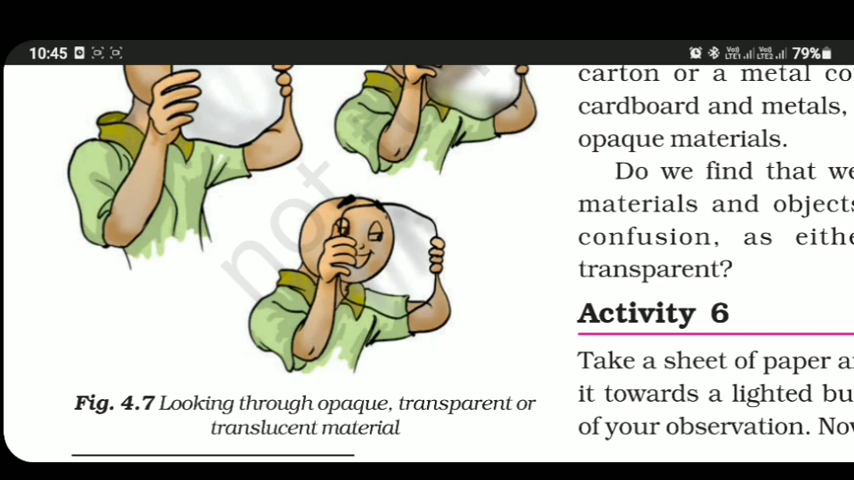 10:45
79%
carton or a metal co
cardboard and metals,
opaque materials.
Do we find that we
materials and objects
confusion, as eithe
transparent?
Activity 6
Take a sheet of paper a
it towards a lighted bu
of your observation. Nov
Fig. 4.7 Looking through opaque, transparent or
translucent material
not